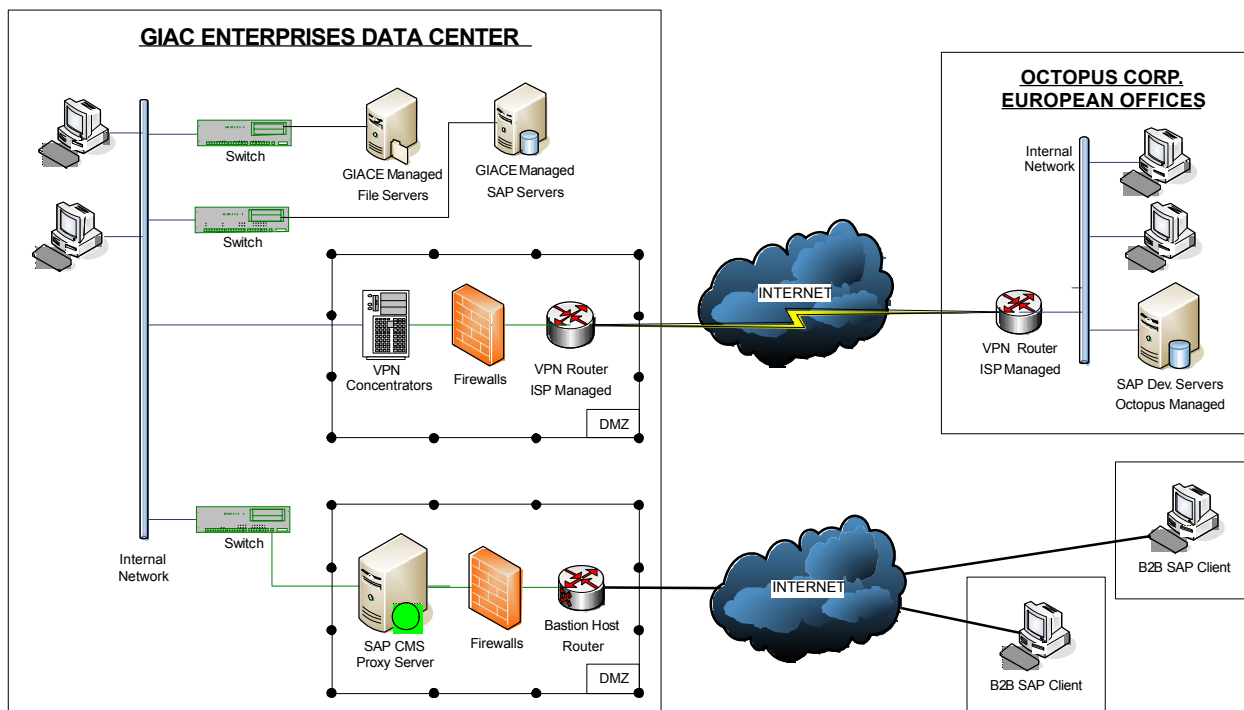 GIAC ENTERPRISES DATA CENTER
OCTOPUS CORP.
EUROPEAN OFFICES
Switch
GIACE Managed
File Servers
GIACE Managed
SAP Servers
Internal
Network
Switch
INTERNET
VPN
Concentrators
Firewalls
VPN Router
ISP Managed
DMZ
VPN Router
ISP Managed
SAP Dev. Servers
Octopus Managed
Switch
Internal
Network
SAP CMS
Proxy Server
Firewalls
Bastion Host
Router
DMZ
INTERNET
B2B SAP Client
B2B SAP Client